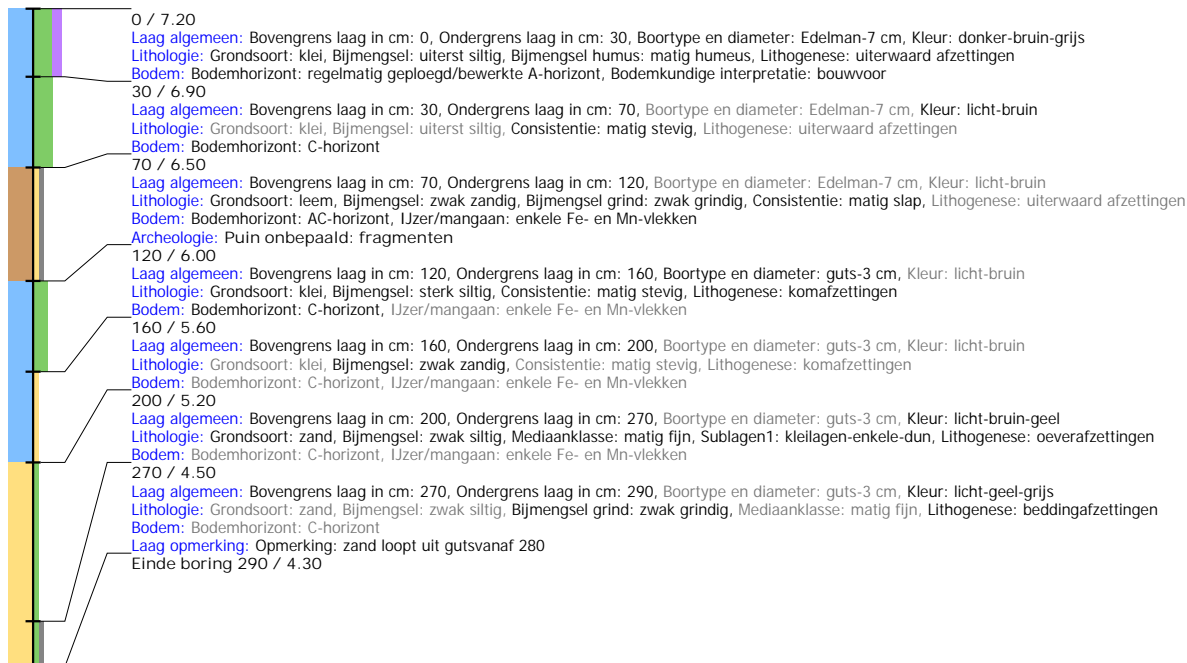 0 / 7.20
Laag algemeen: Bovengrens laag in cm: 0, Ondergrens laag in cm: 30, Boortype en diameter: Edelman-7 cm, Kleur: donker-bruin-grijs
Lithologie: Grondsoort: klei, Bijmengsel: uiterst siltig, Bijmengsel humus: matig humeus, Lithogenese: uiterwaard afzettingen
Bodem: Bodemhorizont: regelmatig geploegd/bewerkte A-horizont, Bodemkundige interpretatie: bouwvoor
30 / 6.90
Laag algemeen: Bovengrens laag in cm: 30, Ondergrens laag in cm: 70, Boortype en diameter: Edelman-7 cm, Kleur: licht-bruin
Lithologie: Grondsoort: klei, Bijmengsel: uiterst siltig, Consistentie: matig stevig, Lithogenese: uiterwaard afzettingen
Bodem: Bodemhorizont: C-horizont
70 / 6.50
Laag algemeen: Bovengrens laag in cm: 70, Ondergrens laag in cm: 120, Boortype en diameter: Edelman-7 cm, Kleur: licht-bruin
Lithologie: Grondsoort: leem, Bijmengsel: zwak zandig, Bijmengsel grind: zwak grindig, Consistentie: matig slap, Lithogenese: uiterwaard afzettingen
Bodem: Bodemhorizont: AC-horizont, IJzer/mangaan: enkele Fe- en Mn-vlekken
Archeologie: Puin onbepaald: fragmenten
120 / 6.00
Laag algemeen: Bovengrens laag in cm: 120, Ondergrens laag in cm: 160, Boortype en diameter: guts-3 cm, Kleur: licht-bruin
Lithologie: Grondsoort: klei, Bijmengsel: sterk siltig, Consistentie: matig stevig, Lithogenese: komafzettingen
Bodem: Bodemhorizont: C-horizont, IJzer/mangaan: enkele Fe- en Mn-vlekken
160 / 5.60
Laag algemeen: Bovengrens laag in cm: 160, Ondergrens laag in cm: 200, Boortype en diameter: guts-3 cm, Kleur: licht-bruin
Lithologie: Grondsoort: klei, Bijmengsel: zwak zandig, Consistentie: matig stevig, Lithogenese: komafzettingen
Bodem: Bodemhorizont: C-horizont, IJzer/mangaan: enkele Fe- en Mn-vlekken
200 / 5.20
Laag algemeen: Bovengrens laag in cm: 200, Ondergrens laag in cm: 270, Boortype en diameter: guts-3 cm, Kleur: licht-bruin-geel
Lithologie: Grondsoort: zand, Bijmengsel: zwak siltig, Mediaanklasse: matig fijn, Sublagen1: kleilagen-enkele-dun, Lithogenese: oeverafzettingen
Bodem: Bodemhorizont: C-horizont, IJzer/mangaan: enkele Fe- en Mn-vlekken
270 / 4.50
Laag algemeen: Bovengrens laag in cm: 270, Ondergrens laag in cm: 290, Boortype en diameter: guts-3 cm, Kleur: licht-geel-grijs
Lithologie: Grondsoort: zand, Bijmengsel: zwak siltig, Bijmengsel grind: zwak grindig, Mediaanklasse: matig fijn, Lithogenese: beddingafzettingen
Bodem: Bodemhorizont: C-horizont
Laag opmerking: Opmerking: zand loopt uit gutsvanaf 280
Einde boring 290 / 4.30